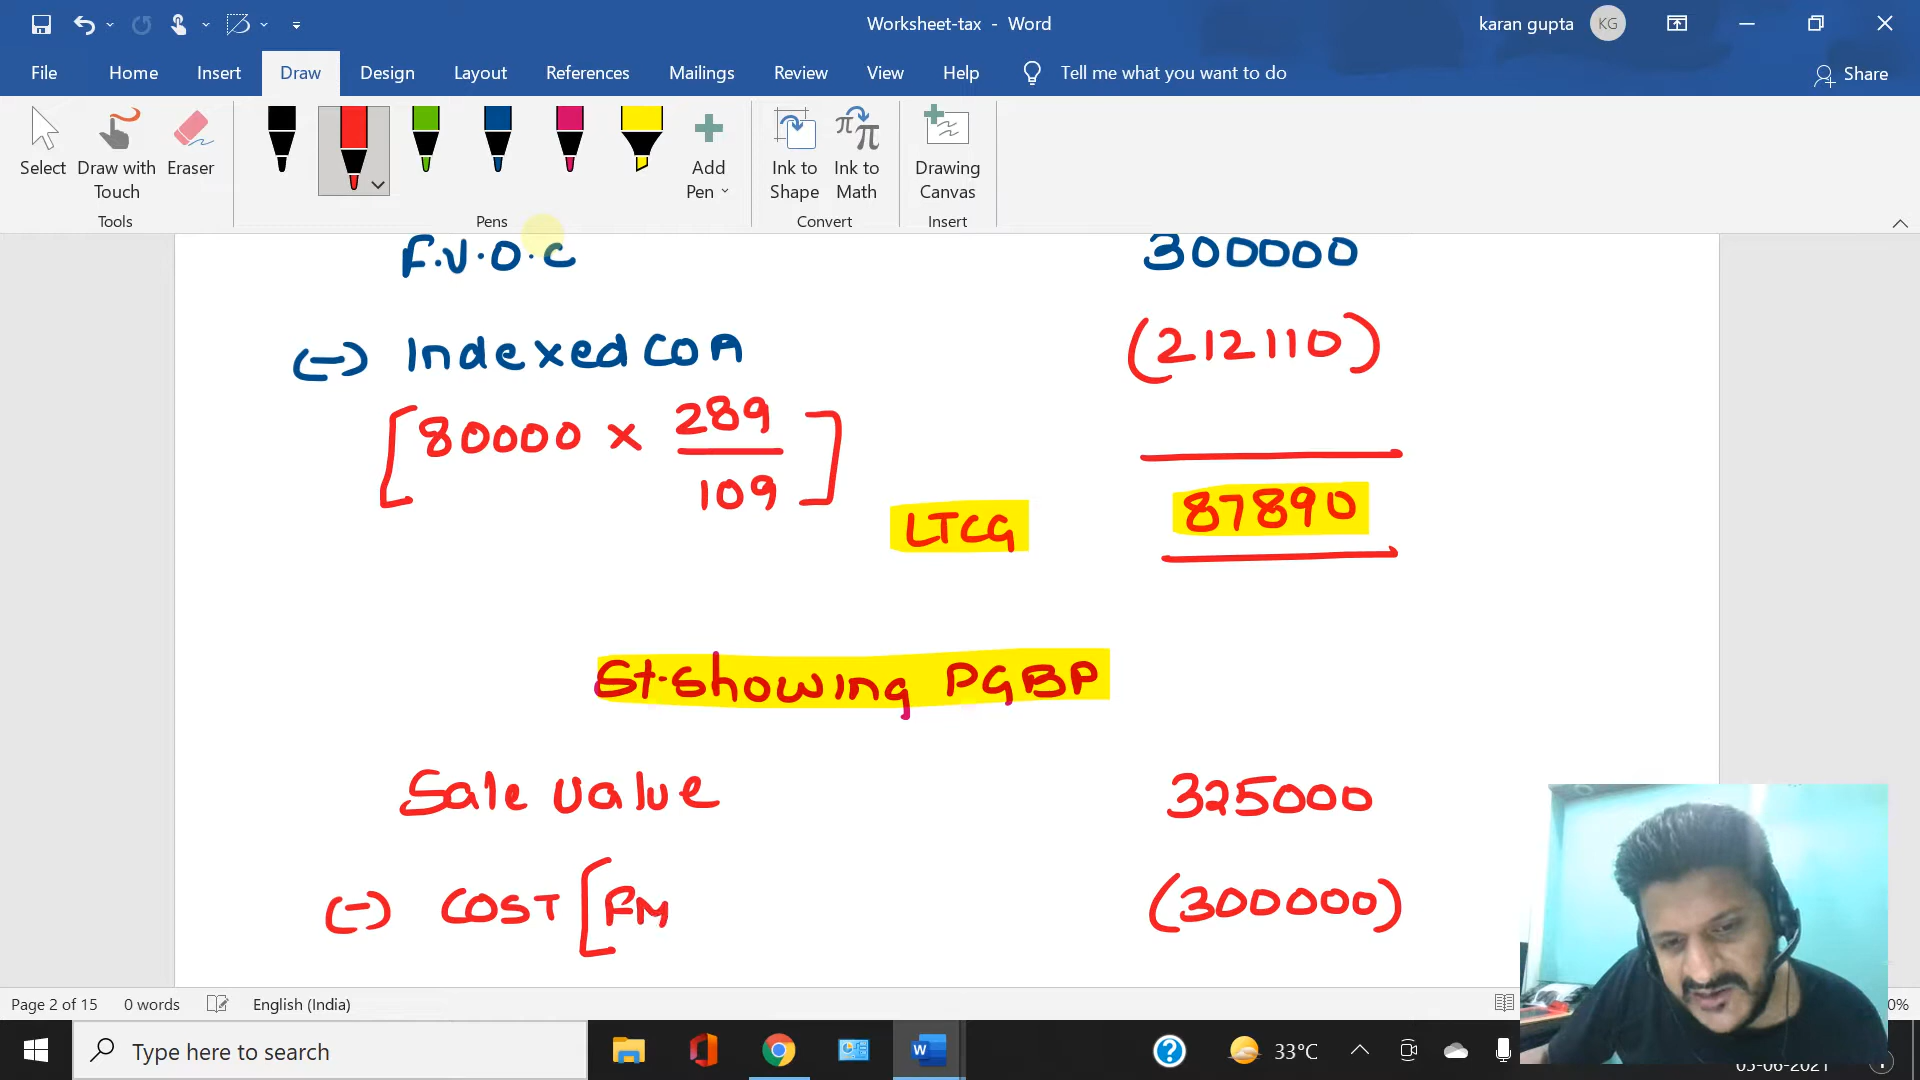 Worksheet-tax - Word
karan gupta
KG
File Home Insert Draw Design Layout References Mailings Review View Help Tell me what you want to do Share
Select
Draw with Touch
Eraser
Add Pen
Ink to Shape
Ink to Math
Drawing Canvas
Tools Pens Convert Insert
F.V.O.C 300000
(-) Indexed COA (212110)
[80000 x 289/109]
LTCG 87890
St. Showing PGBP
Sale value 325000
(-) COST [FM (300000)
Page 2 of 15 0 words English (India)
0%
Type here to search
33°C